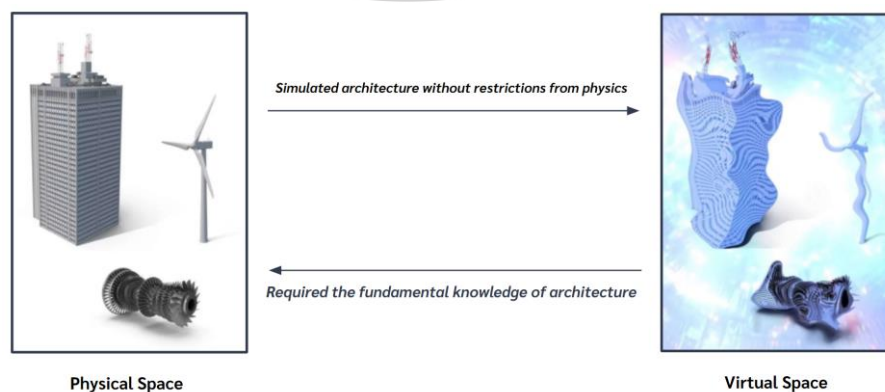 Simulated architecture without restrictions from physics
Required the fundamental knowledge of architecture
Physical Space
Virtual Space